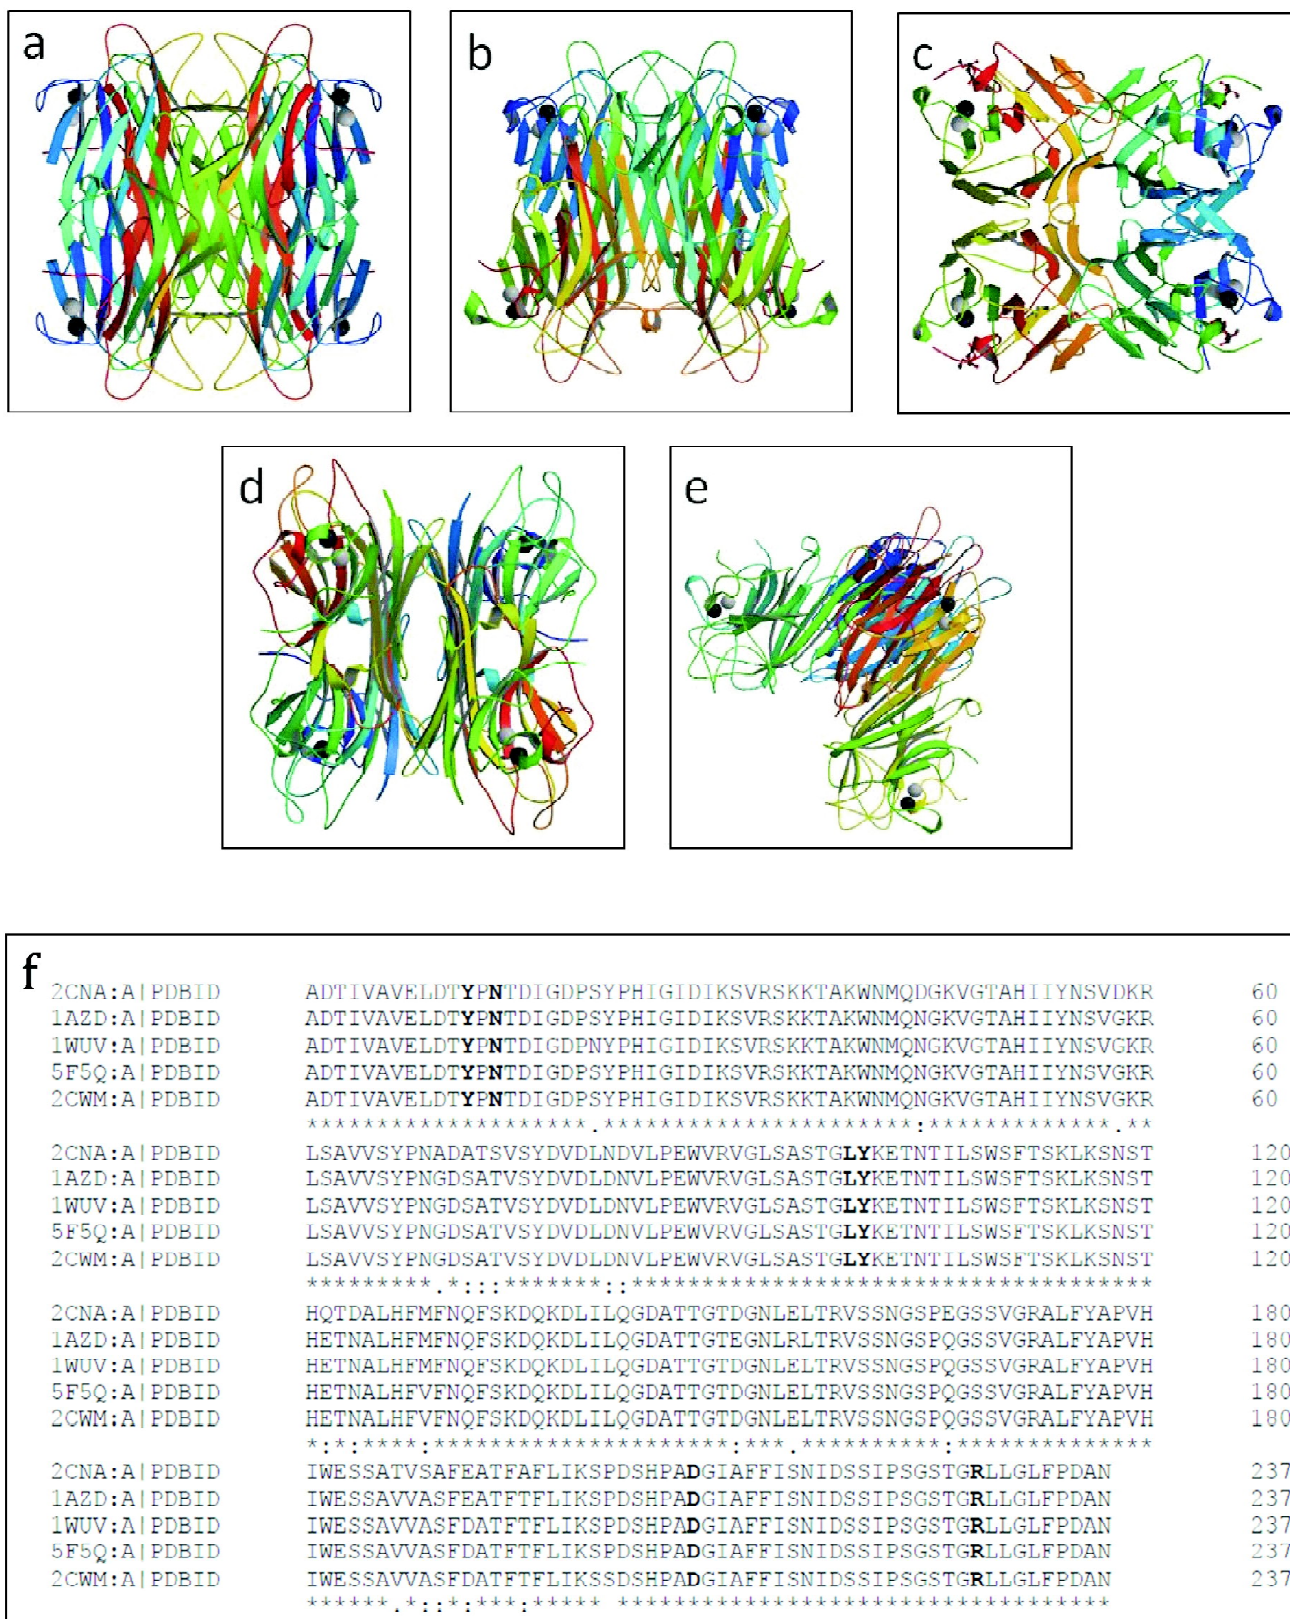 a
b
c
d
e
f
2CNA:A|PDBID ADTIVAVELDTYPNTDIGDPSYPHIGIDIKSVRSKKTAKWNMQDGKVGTAHIIYNSVDKR 60
1AZD:A|PDBID ADTIVAVELDTYPNTDIGDPSYPHIGIDIKSVRSKKTAKWNMQNGKVGTAHIIYNSVGKR 60
1WUV:A|PDBID ADTIVAVELDTYPNTDIGDPNYPHIGIDIKSVRSKKTAKWNMQNGKVGTAHIIYNSVGKR 60
5F5Q:A|PDBID ADTIVAVELDTYPNTDIGDPSYPHIGIDIKSVRSKKTAKWNMQNGKVGTAHIIYNSVGKR 60
2CWM:A|PDBID ADTIVAVELDTYPNTDIGDPSYPHIGIDIKSVRSKKTAKWNMQNGKVGTAHIIYNSVGKR 60
********************.**********************:*************.**
2CNA:A|PDBID LSAVVSYPNADATSVSYDVDLNDVLPEWVRVGLSASTGLYKETNTILSWSFTSKLKSNST 120
1AZD:A|PDBID LSAVVSYPNGDSATVSYDVDLDNVLPEWVRVGLSASTGLYKETNTILSWSFTSKLKSNST 120
1WUV:A|PDBID LSAVVSYPNGDSATVSYDVDLDNVLPEWVRVGLSASTGLYKETNTILSWSFTSKLKSNST 120
5F5Q:A|PDBID LSAVVSYPNGDSATVSYDVDLDNVLPEWVRVGLSASTGLYKETNTILSWSFTSKLKSNST 120
2CWM:A|PDBID LSAVVSYPNGDSATVSYDVDLDNVLPEWVRVGLSASTGLYKETNTILSWSFTSKLKSNST 120
*********.*:::*******::*************************************
2CNA:A|PDBID HQTDALHFMFNQFSKDQKDLILQGDATTGTDGNLELTRVSSNGSPEGSSVGRALFYAPVH 180
1AZD:A|PDBID HETNALHFMFNQFSKDQKDLILQGDATTGTEGNLRLTRVSSNGSPQGSSVGRALFYAPVH 180
1WUV:A|PDBID HETNALHFMFNQFSKDQKDLILQGDATTGTDGNLELTRVSSNGSPQGSSVGRALFYAPVH 180
5F5Q:A|PDBID HETNALHFVFNQFSKDQKDLILQGDATTGTDGNLELTRVSSNGSPQGSSVGRALFYAPVH 180
2CWM:A|PDBID HETNALHFVFNQFSKDQKDLILQGDATTGTDGNLELTRVSSNGSPQGSSVGRALFYAPVH 180
*:*:****:*********************:***.**********:**************
2CNA:A|PDBID IWESSATVSAFEATFAFLIKSPDSHPADGIAFFISNIDSSIPSGSTGRLLGLFPDAN 237
1AZD:A|PDBID IWESSAVVASFEATFTFLIKSPDSHPADGIAFFISNIDSSIPSGSTGRLLGLFPDAN 237
1WUV:A|PDBID IWESSAVVASFDATFTFLIKSPDSHPADGIAFFISNIDSSIPSGSTGRLLGLFPDAN 237
5F5Q:A|PDBID IWESSAVVASFDATFTFLIKSPDSHPADGIAFFISNIDSSIPSGSTGRLLGLFPDAN 237
2CWM:A|PDBID IWESSAVVASFDATFTFLIKSSDSHPADGIAFFISNIDSSIPSGSTGRLLGLFPDAN 237
******.*::*:***:***** ***********************************